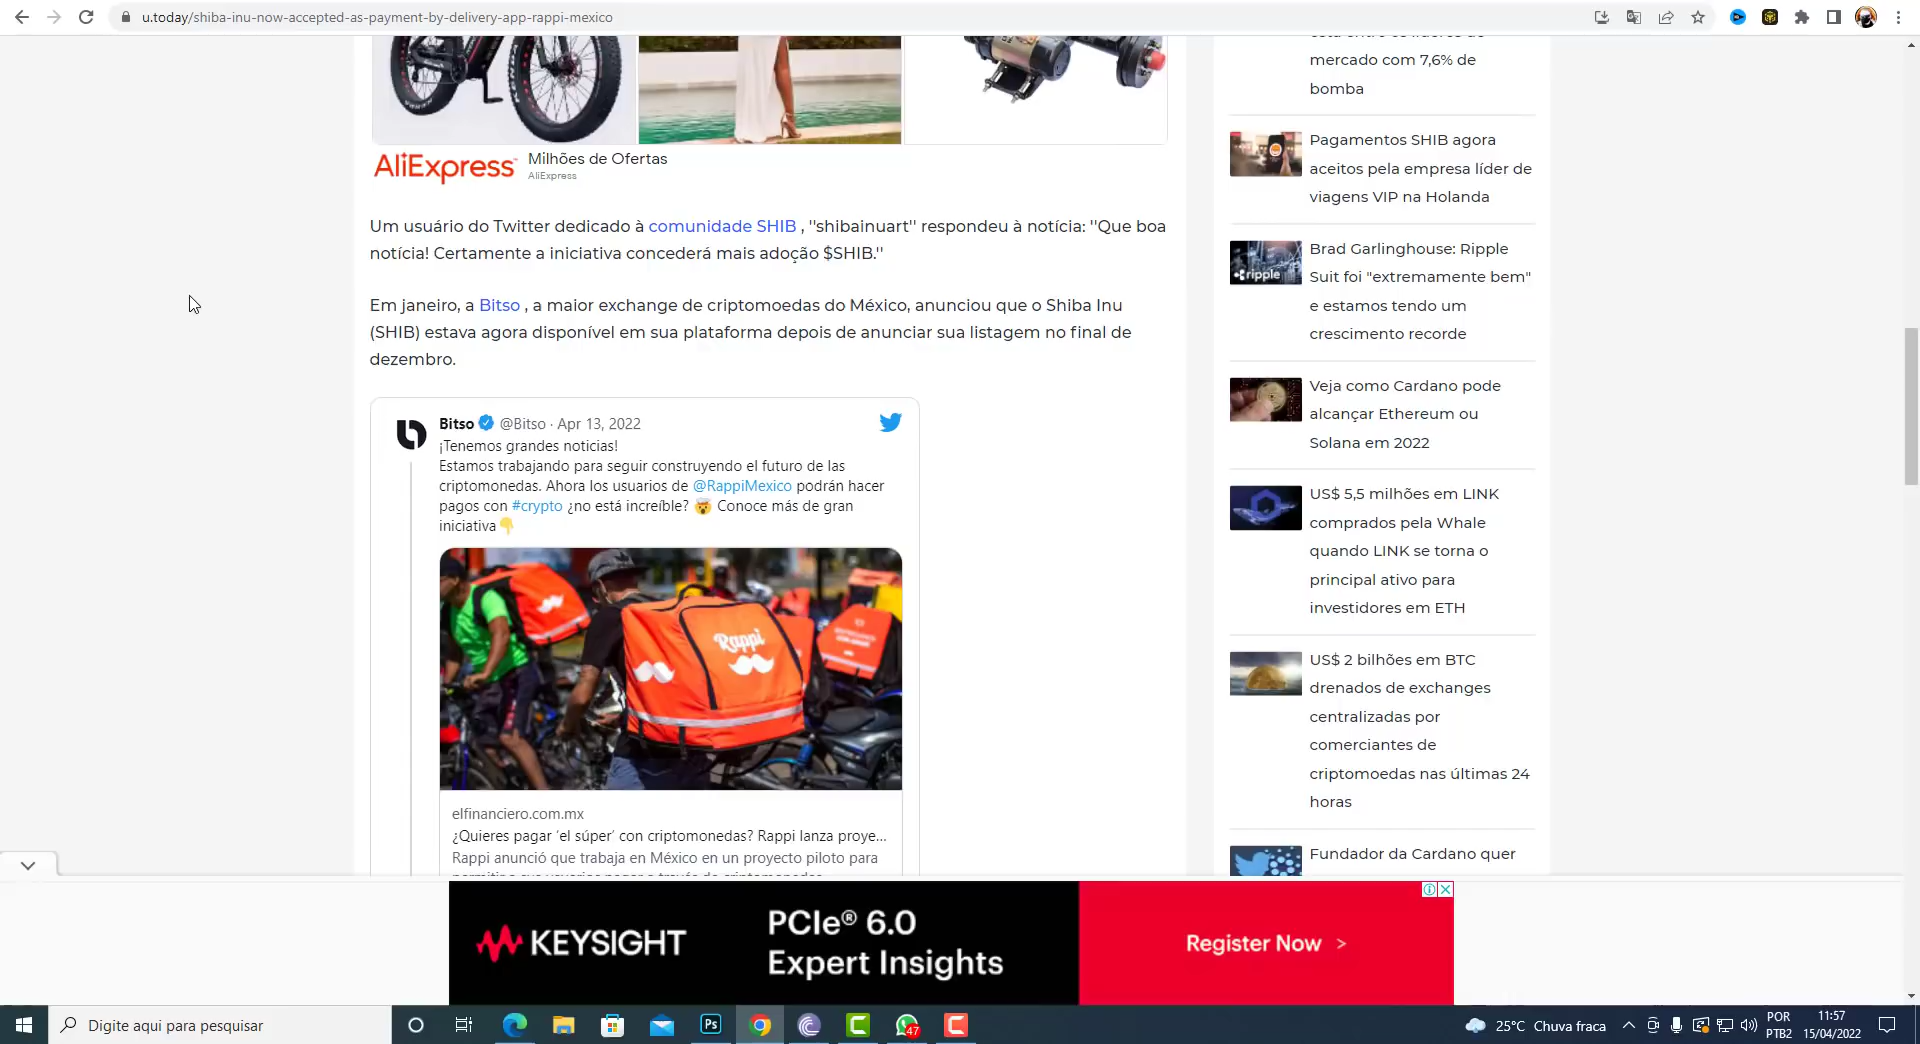 u.today/shiba-inu-now-accepted-as-payment-by-delivery-app-rappi-mexico
AliExpress
Milhões de Ofertas
AliExpress
Um usuário do Twitter dedicado à comunidade SHIB , "shibainuart" respondeu à notícia: "Que boa
notícia! Certamente a iniciativa concederá mais adoção $SHIB."
Em janeiro, a Bitso , a maior exchange de criptomoedas do México, anunciou que o Shiba Inu
(SHIB) estava agora disponível em sua plataforma depois de anunciar sua listagem no final de
dezembro.
Bitso @Bitso · Apr 13, 2022
¡Tenemos grandes noticias!
Estamos trabajando para seguir construyendo el futuro de las
criptomonedas. Ahora los usuarios de @RappiMexico podrán hacer
pagos con #crypto ¿no está increíble? 🤯 Conoce más de gran
iniciativa👇
Rappi
elfinanciero.com.mx
¿Quieres pagar 'el súper' con criptomonedas? Rappi lanza proye...
Rappi anunció que trabaja en México en un proyecto piloto para
mercado com 7,6% de
bomba
Pagamentos SHIB agora
aceitos pela empresa líder de
viagens VIP na Holanda
ripple
Brad Garlinghouse: Ripple
Suit foi "extremamente bem"
e estamos tendo um
crescimento recorde
Veja como Cardano pode
alcançar Ethereum ou
Solana em 2022
US$ 5,5 milhões em LINK
comprados pela Whale
quando LINK se torna o
principal ativo para
investidores em ETH
US$ 2 bilhões em BTC
drenados de exchanges
centralizadas por
comerciantes de
criptomoedas nas últimas 24
horas
Fundador da Cardano quer
KEYSIGHT
PCIe® 6.0
Expert Insights
Register Now >
Digite aqui para pesquisar
Ps
47
25°C Chuva fraca
POR
PTB2
11:57
15/04/2022